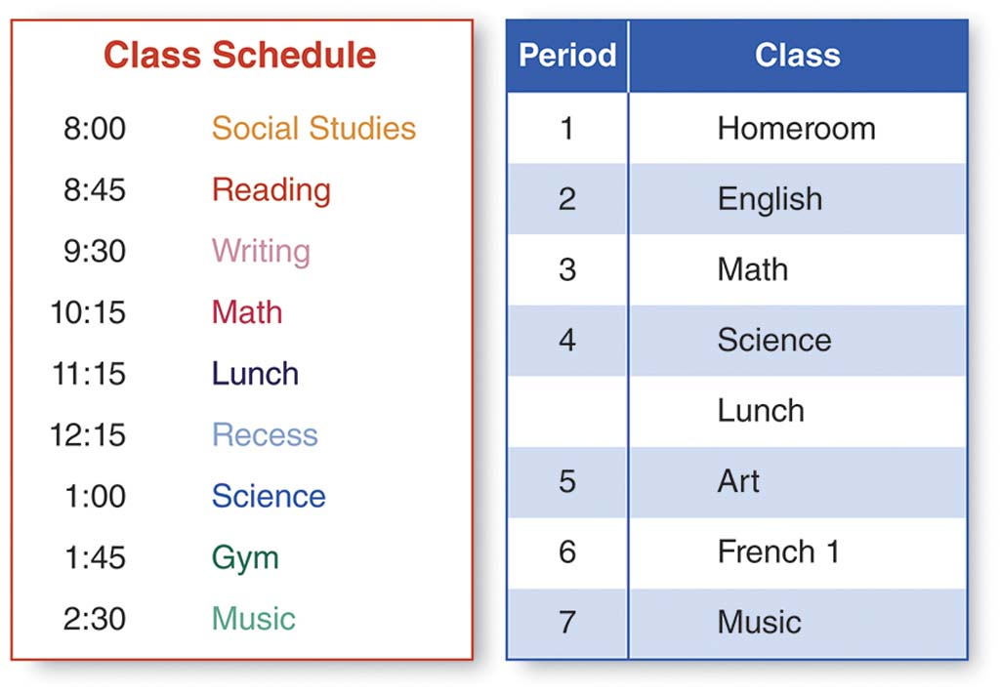 Class Schedule
8:00 Social Studies
8:45 Reading
9:30 Writing
10:15 Math
11:15 Lunch
12:15 Recess
1:00 Science
1:45 Gym
2:30 Music
Period Class
1 Homeroom
2 English
3 Math
4 Science
Lunch
5 Art
6 French 1
7 Music